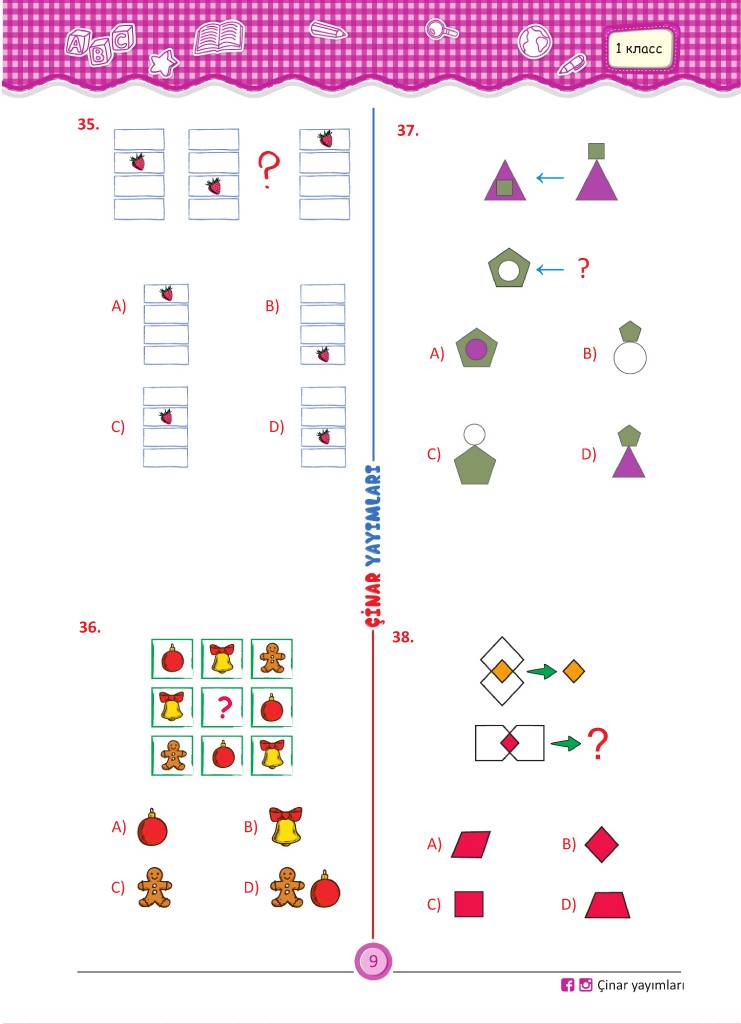 A B C
1 класс
35.
?
A)
B)
C)
D)
36.
?
A)
B)
C)
D)
37.
?
A)
B)
C)
D)
38.
?
A)
B)
C)
D)
ÇİNAR YAYIMLARI
9
Çinar yayımları